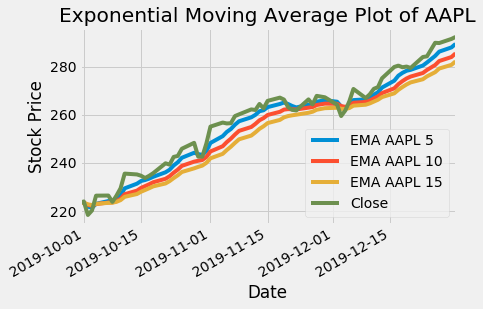 Exponential Moving Average Plot of AAPL
Stock Price
280
260
240
220
EMA AAPL 5
EMA AAPL 10
EMA AAPL 15
Close
2019-10-01
2019-10-15
2019-11-01
2019-11-15
2019-12-01
2019-12-15
Date